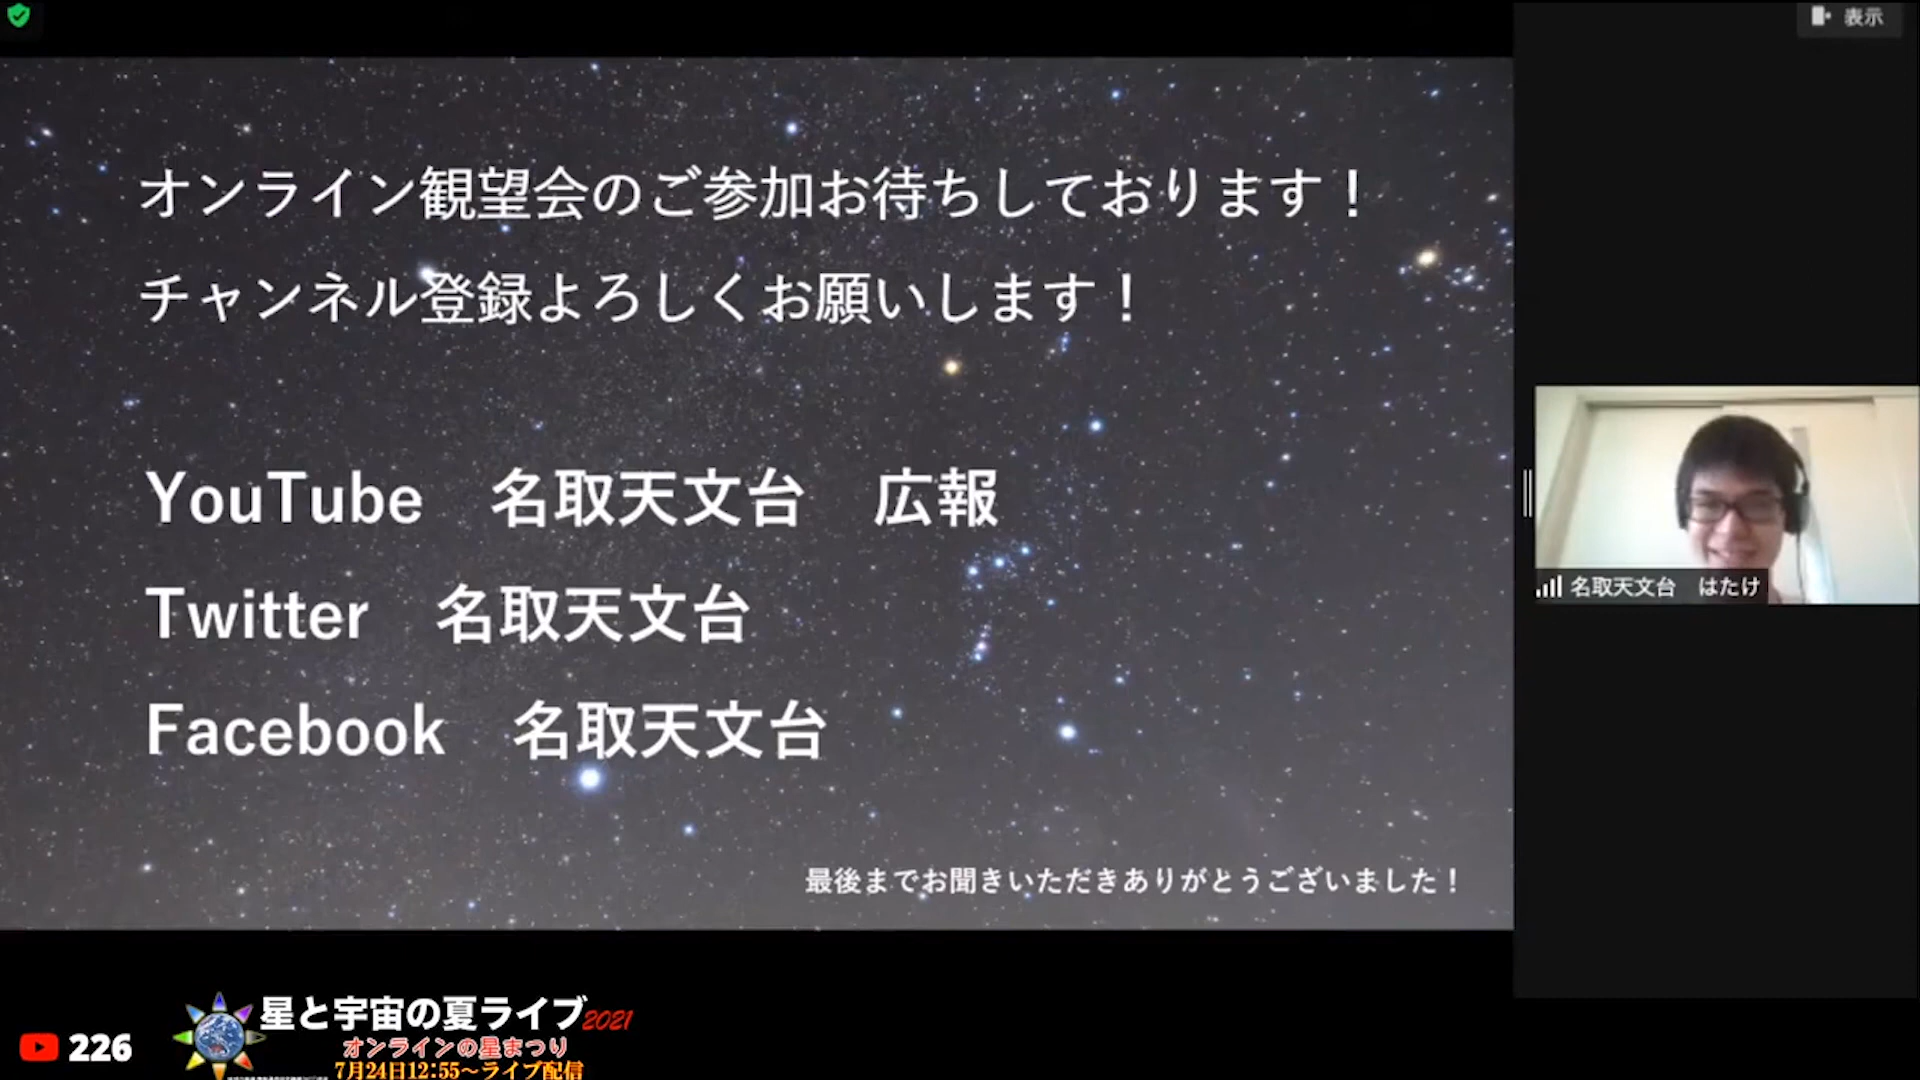 表示
オンライン観望会のご参加お待ちしております！
チャンネル登録よろしくお願いします！
YouTube　名取天文台　広報
Twitter　名取天文台
Facebook　名取天文台
最後までお聞きいただきありがとうございました！
名取天文台　はたけ
226
星と宇宙の夏ライブ2021
オンラインの星まつり
7月24日12:55～ライブ配信